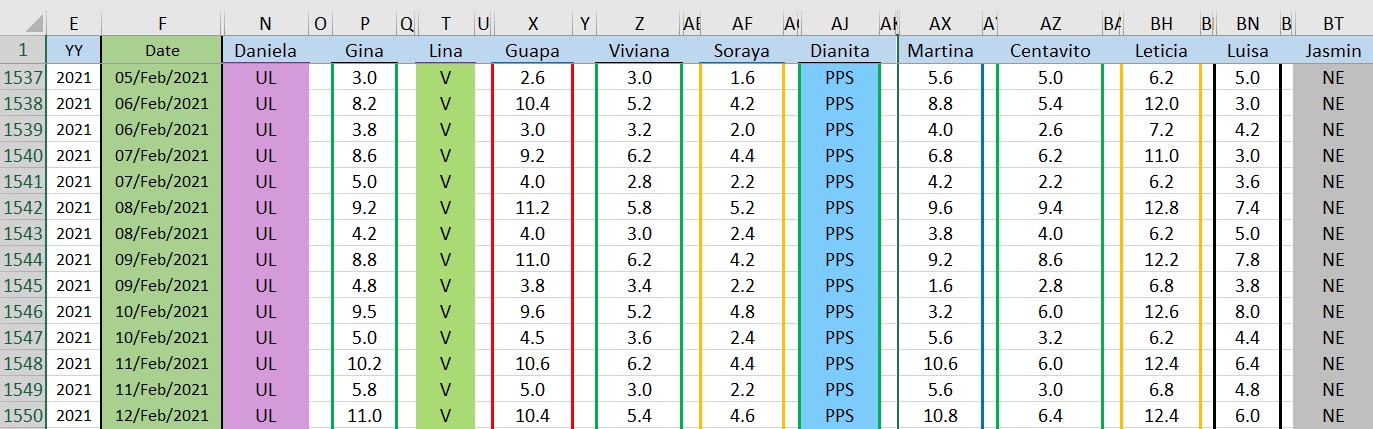 E F N O P Q T U X Y Z AE AF AG AJ AK AX AY AZ BA BH BI BN B BT
1 YY Date Daniela Gina Lina Guapa Viviana Soraya Dianita Martina Centavito Leticia Luisa Jasmin
1537 2021 05/Feb/2021 UL 3.0 V 2.6 3.0 1.6 PPS 5.6 5.0 6.2 5.0 NE
1538 2021 06/Feb/2021 UL 8.2 V 10.4 5.2 4.2 PPS 8.8 5.4 12.0 3.0 NE
1539 2021 06/Feb/2021 UL 3.8 V 3.0 3.2 2.0 PPS 4.0 2.6 7.2 4.2 NE
1540 2021 07/Feb/2021 UL 8.6 V 9.2 6.2 4.4 PPS 6.8 6.2 11.0 3.0 NE
1541 2021 07/Feb/2021 UL 5.0 V 4.0 2.8 2.2 PPS 4.2 2.2 6.2 3.6 NE
1542 2021 08/Feb/2021 UL 9.2 V 11.2 5.8 5.2 PPS 9.6 9.4 12.8 7.4 NE
1543 2021 08/Feb/2021 UL 4.2 V 4.0 3.0 2.4 PPS 3.8 4.0 6.2 5.0 NE
1544 2021 09/Feb/2021 UL 8.8 V 11.0 6.2 4.2 PPS 9.2 8.6 12.2 7.8 NE
1545 2021 09/Feb/2021 UL 4.8 V 3.8 3.4 2.2 PPS 1.6 2.8 6.8 3.8 NE
1546 2021 10/Feb/2021 UL 9.5 V 9.6 5.2 4.8 PPS 3.2 6.0 12.6 8.0 NE
1547 2021 10/Feb/2021 UL 5.0 V 4.5 3.6 2.4 PPS 5.6 3.2 6.2 4.4 NE
1548 2021 11/Feb/2021 UL 10.2 V 10.6 6.2 4.4 PPS 10.6 6.0 12.4 6.4 NE
1549 2021 11/Feb/2021 UL 5.8 V 5.0 3.0 2.2 PPS 5.6 3.0 6.8 4.8 NE
1550 2021 12/Feb/2021 UL 11.0 V 10.4 5.4 4.6 PPS 10.8 6.4 12.4 6.0 NE